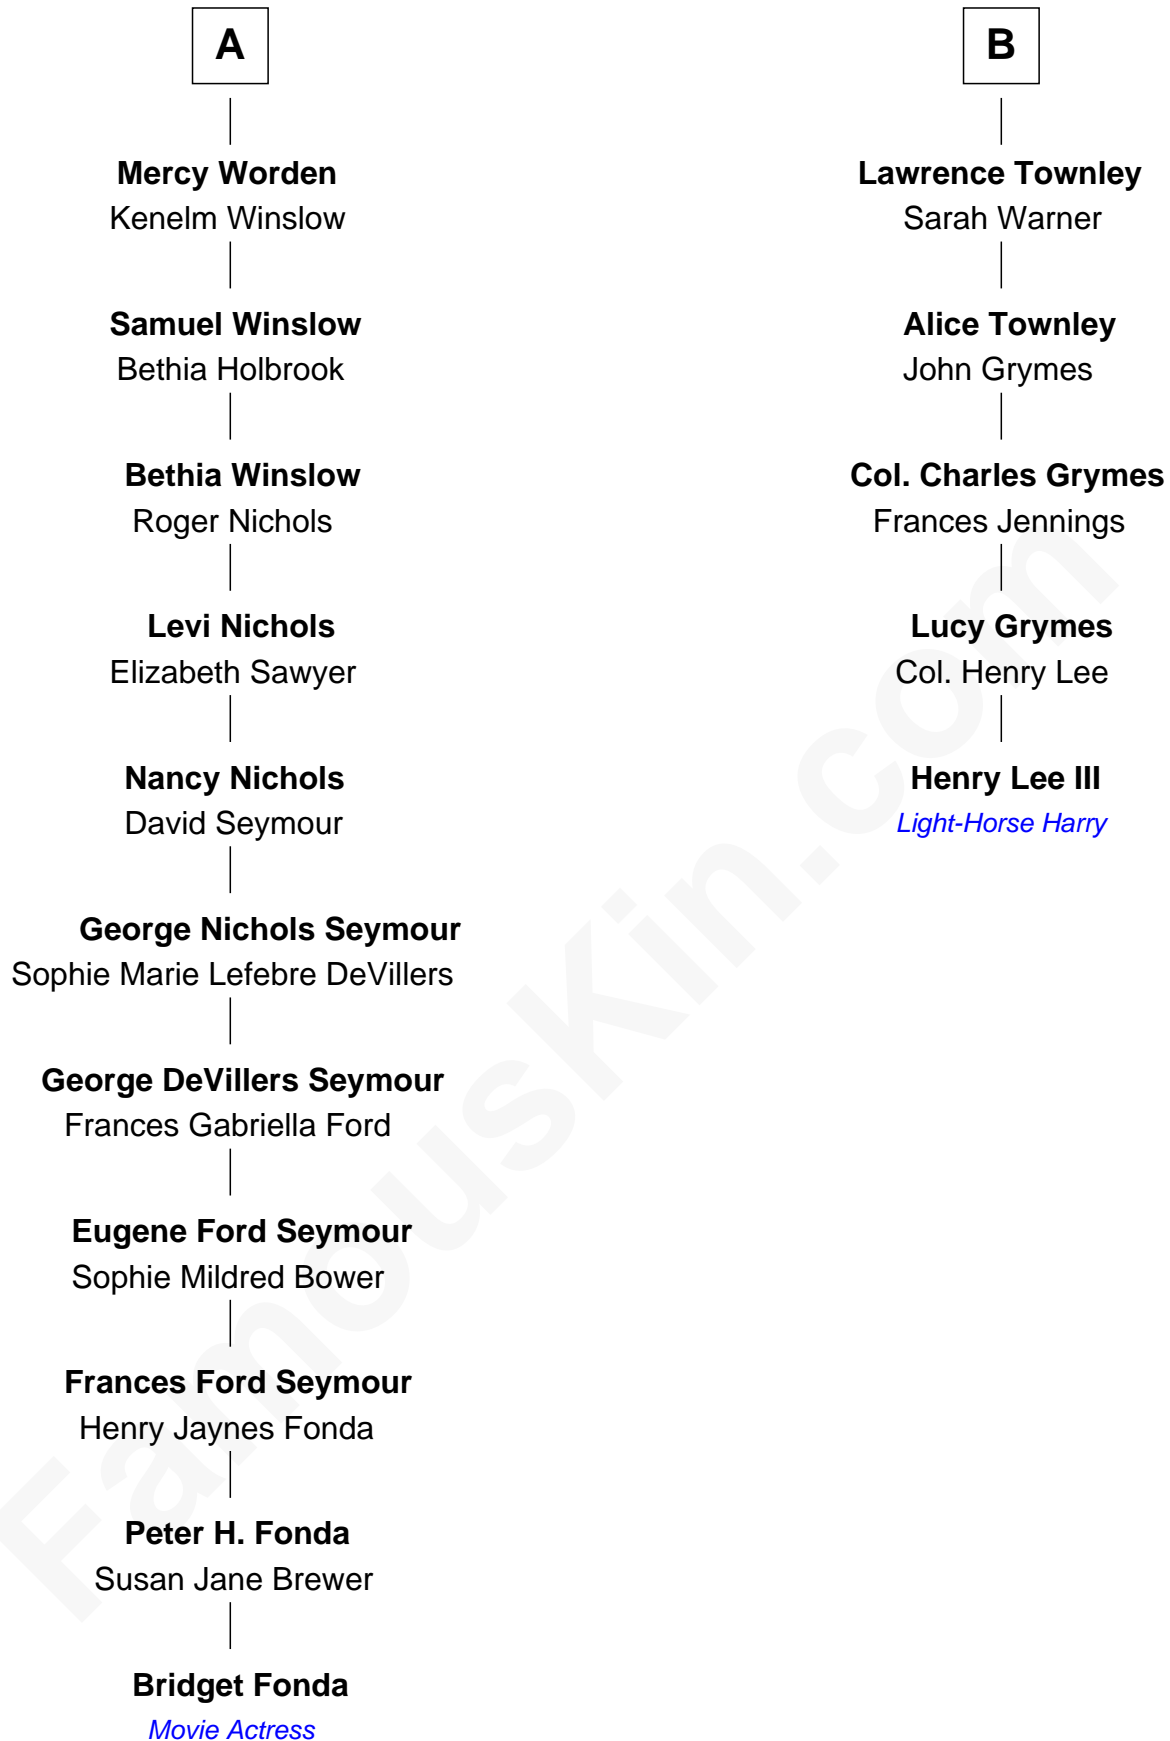 A
Mercy Worden
Kenelm Winslow
Samuel Winslow
Bethia Holbrook
Bethia Winslow
Roger Nichols
Levi Nichols
Elizabeth Sawyer
Nancy Nichols
David Seymour
George Nichols Seymour
Sophie Marie Lefebre DeVillers
George DeVillers Seymour
Frances Gabriella Ford
Eugene Ford Seymour
Sophie Mildred Bower
Frances Ford Seymour
Henry Jaynes Fonda
Peter H. Fonda
Susan Jane Brewer
Bridget Fonda
Movie Actress
B
Lawrence Townley
Sarah Warner
Alice Townley
John Grymes
Col. Charles Grymes
Frances Jennings
Lucy Grymes
Col. Henry Lee
Henry Lee III
Light-Horse Harry
FamousKin.com